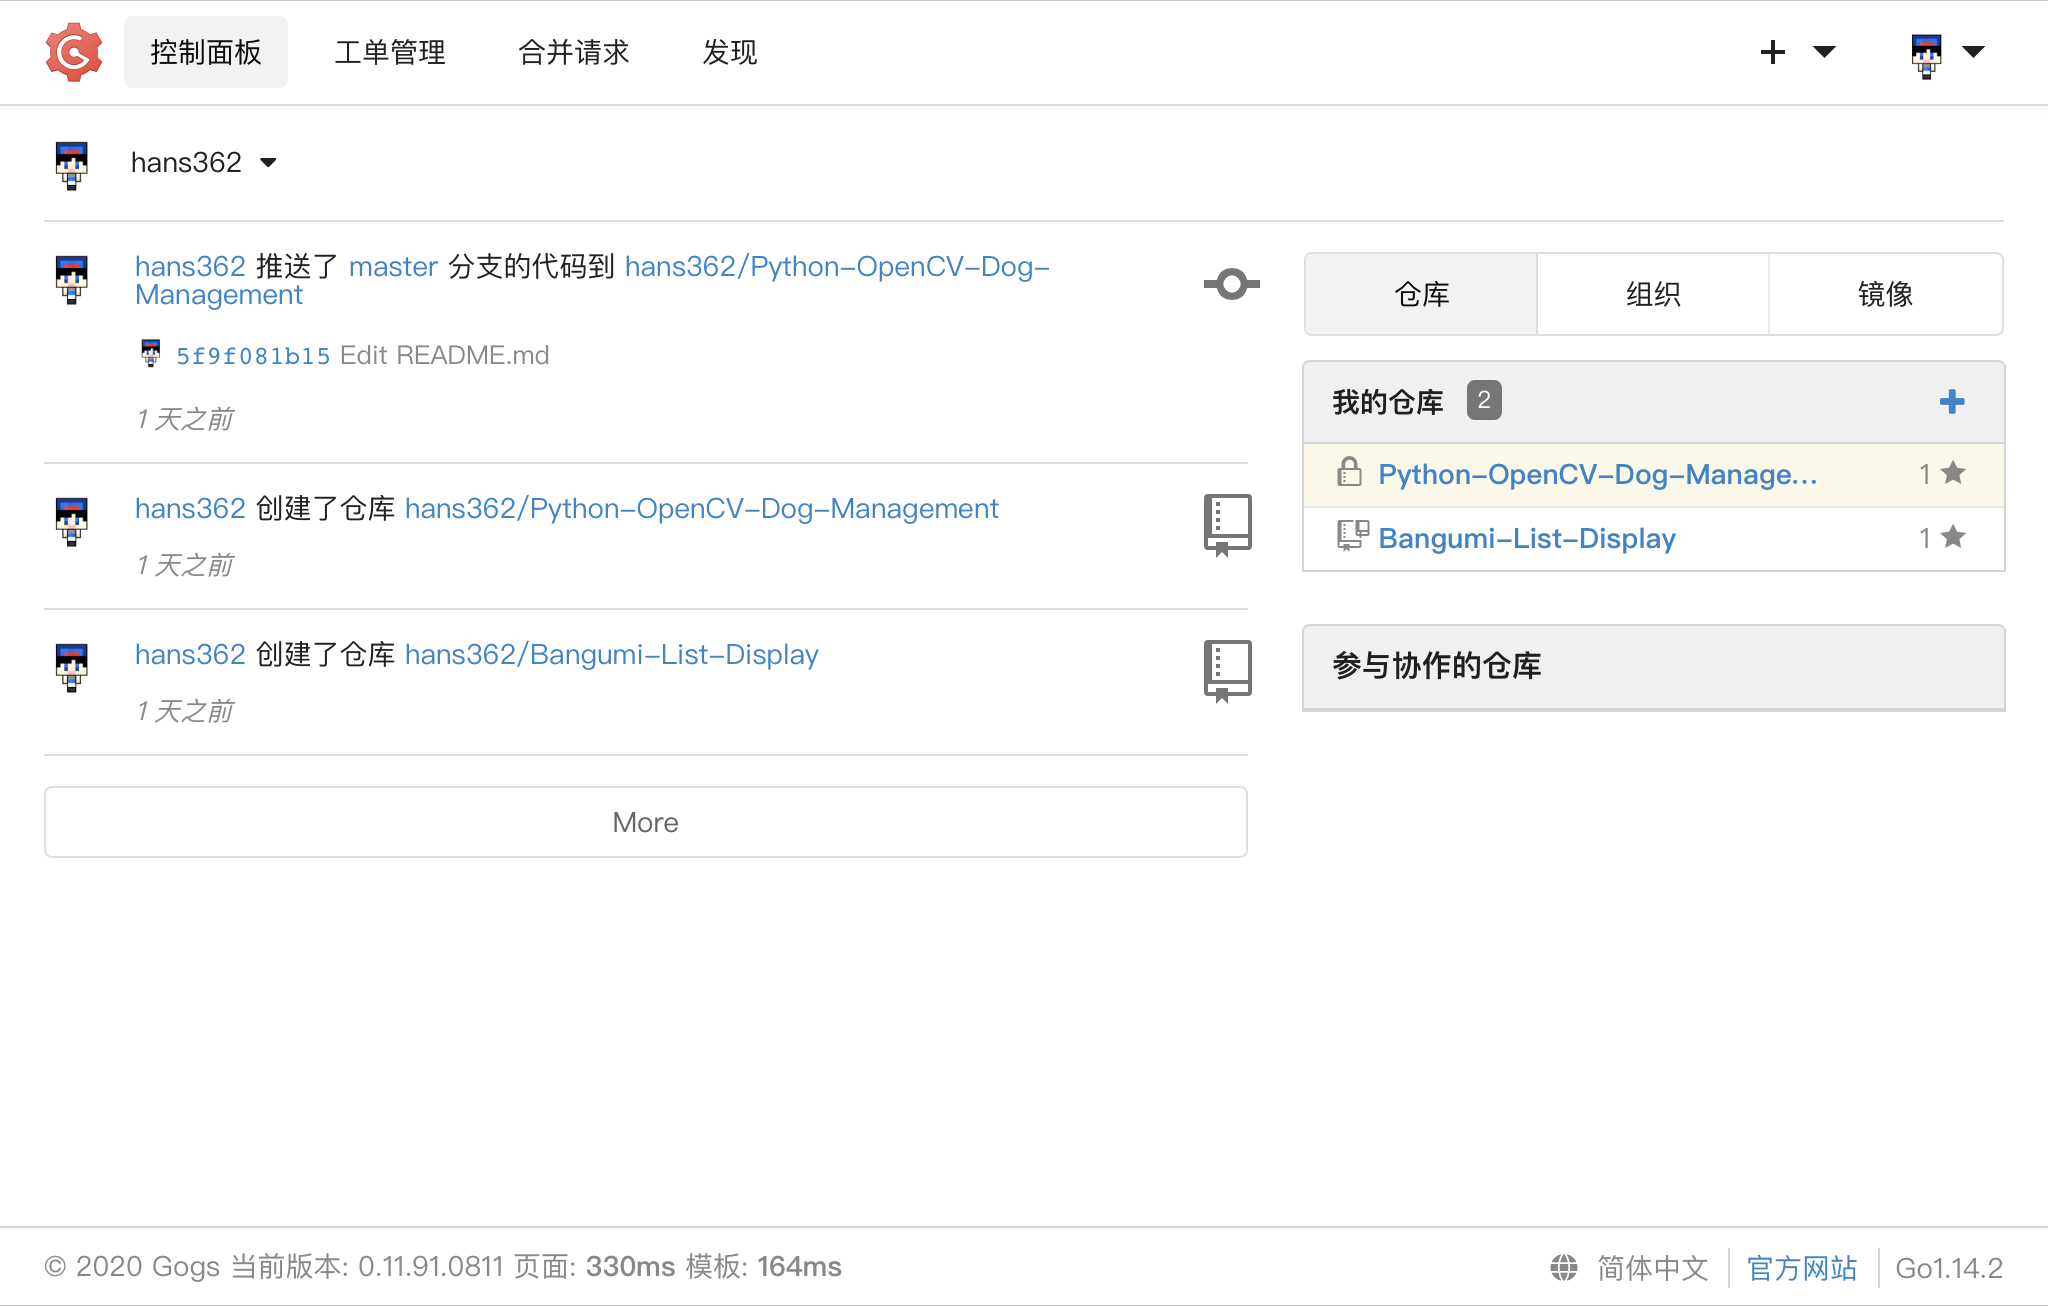 控制面板 工单管理 合并请求 发现
hans362
hans362 推送了 master 分支的代码到 hans362/Python-OpenCV-Dog-
Management
5f9f081b15 Edit README.md
1 天之前
hans362 创建了仓库 hans362/Python-OpenCV-Dog-Management
1 天之前
hans362 创建了仓库 hans362/Bangumi-List-Display
1 天之前
More
仓库 组织 镜像
我的仓库 2
Python-OpenCV-Dog-Manage... 1
Bangumi-List-Display 1
参与协作的仓库
© 2020 Gogs 当前版本: 0.11.91.0811 页面: 330ms 模板: 164ms
简体中文 官方网站 Go1.14.2